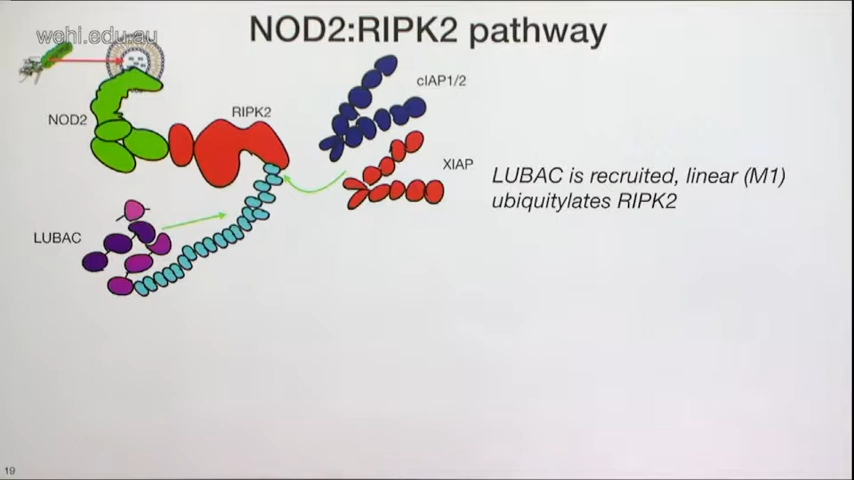 wehi.edu.au
NOD2:RIPK2 pathway
cIAP1/2
RIPK2
NOD2
XIAP
LUBAC is recruited, linear (M1)
ubiquitylates RIPK2
LUBAC
19